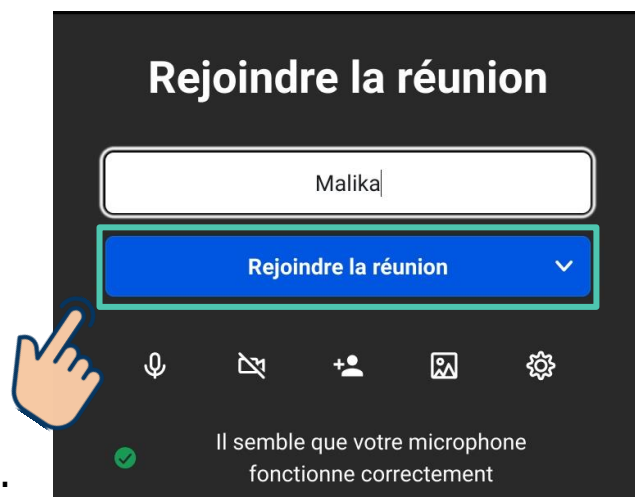 Rejoindre la réunion
Malika
Rejoindre la réunion
Il semble que votre microphone
fonctionne correctement
.